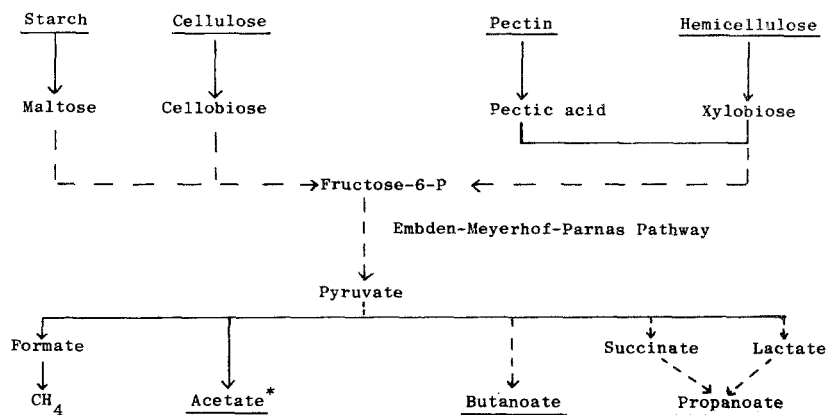 Starch Cellulose Pectin Hemicellulose
Maltose Cellobiose Pectic acid Xylobiose
Fructose-6-P
Embden-Meyerhof-Parnas Pathway
Pyruvate
Formate Succinate Lactate
CH4 Acetate* Butanoate Propanoate